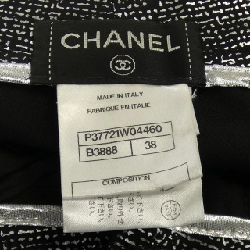 CHANEL
MADE IN ITALY
FABRIQUE EN ITALIE
P37721W04460
B3888 38
COMPOSITION